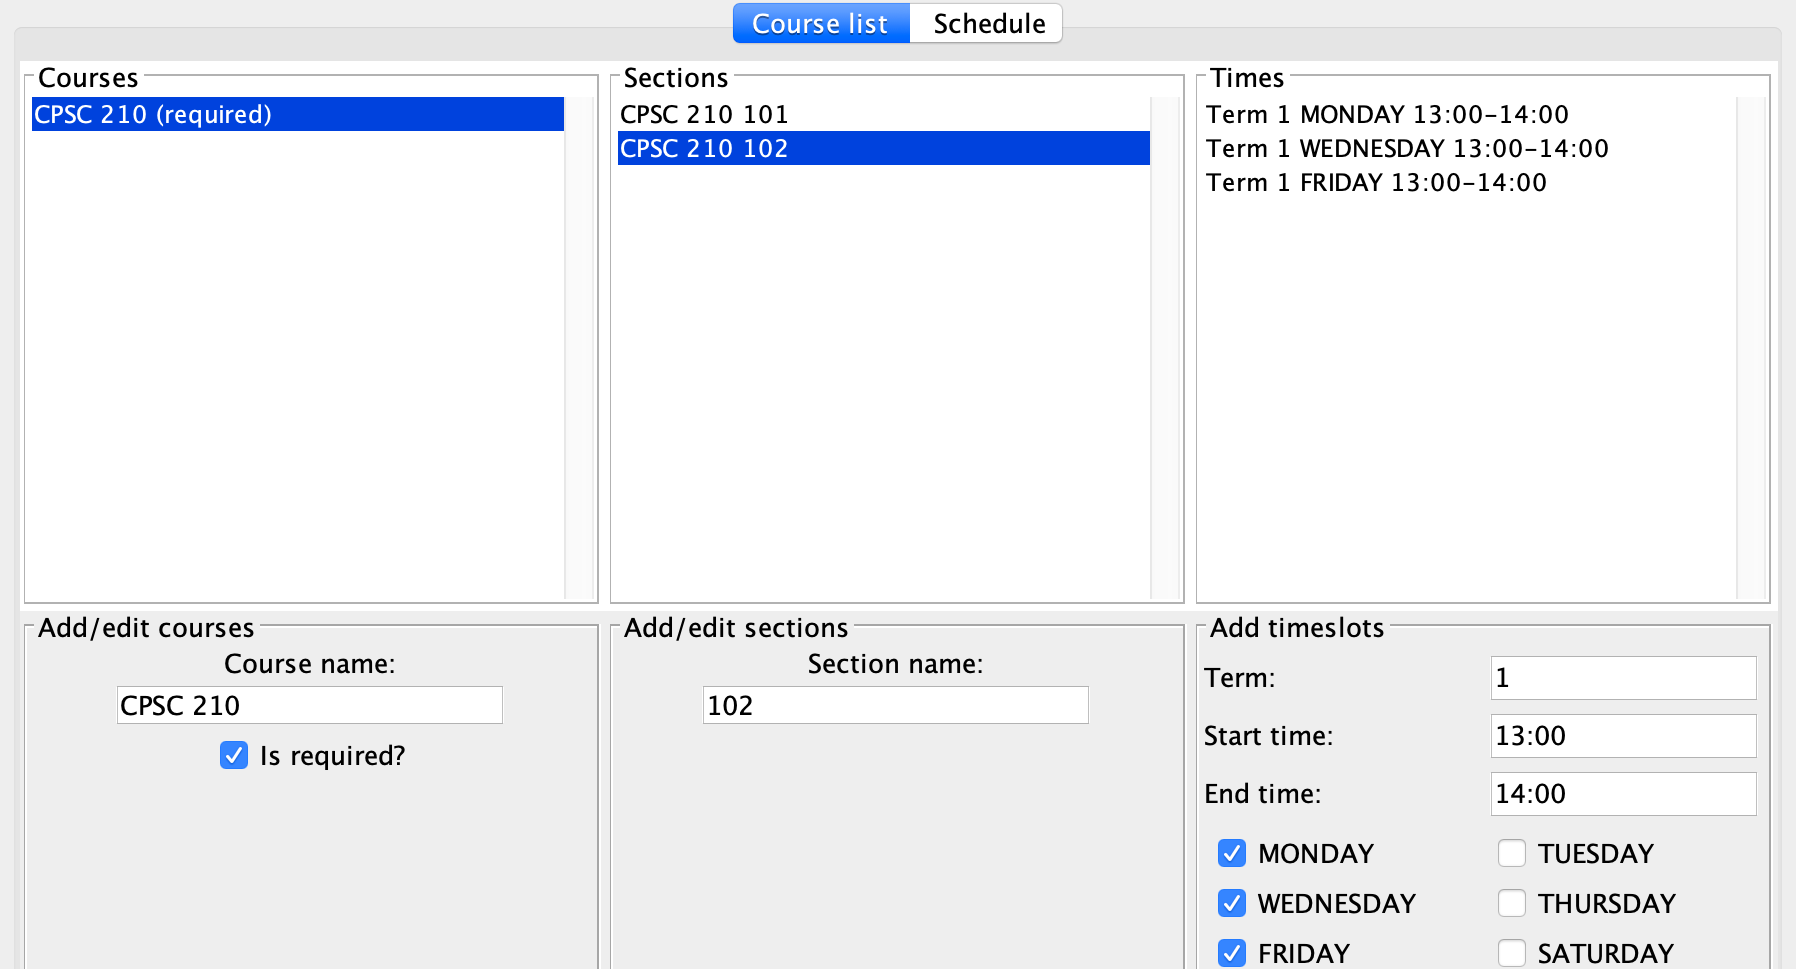 Course list
Schedule
Courses
CPSC 210 (required)
Sections
CPSC 210 101
CPSC 210 102
Times
Term 1 MONDAY 13:00-14:00
Term 1 WEDNESDAY 13:00-14:00
Term 1 FRIDAY 13:00-14:00
Add/edit courses
Course name:
CPSC 210
Is required?
Add/edit sections
Section name:
102
Add timeslots
Term:
1
Start time:
13:00
End time:
14:00
MONDAY
TUESDAY
WEDNESDAY
THURSDAY
FRIDAY
SATURDAY